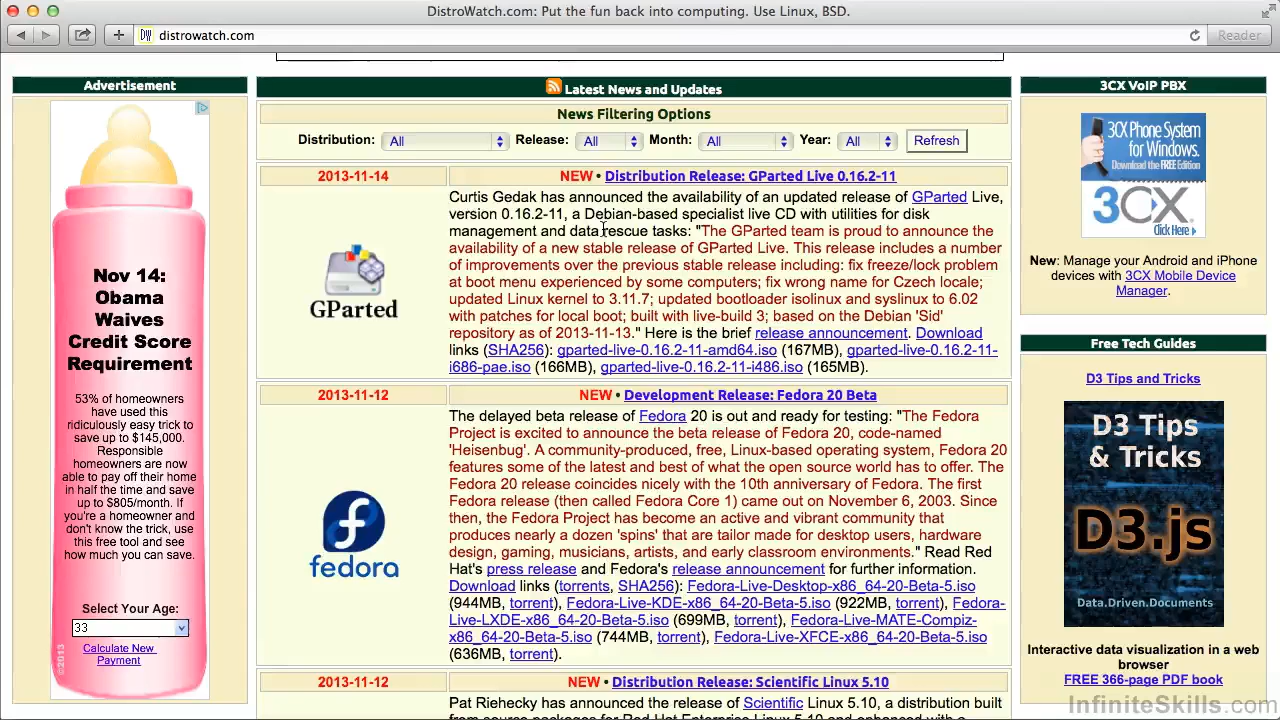 DistroWatch.com: Put the fun back into computing. Use Linux, BSD.
distrowatch.com
Reader
Advertisement
Nov 14:
Obama
Waives
Credit Score
Requirement
53% of homeowners
have used this
ridiculously easy trick to
save up to $145,000.
Responsible
homeowners are now
able to pay off their home
in half the time and save
up to $805/month. If
you're a homeowner and
don't know the trick, use
this free tool and see
how much you can save.
Select Your Age:
33
Calculate New
Payment
©2013
Latest News and Updates
News Filtering Options
Distribution: All Release: All Month: All Year: All Refresh
2013-11-14
NEW • Distribution Release: GParted Live 0.16.2-11
GParted
Curtis Gedak has announced the availability of an updated release of GParted Live,
version 0.16.2-11, a Debian-based specialist live CD with utilities for disk
management and data rescue tasks: "The GParted team is proud to announce the
availability of a new stable release of GParted Live. This release includes a number
of improvements over the previous stable release including: fix freeze/lock problem
at boot menu experienced by some computers; fix wrong name for Czech locale;
updated Linux kernel to 3.11.7; updated bootloader isolinux and syslinux to 6.02
with patches for local boot; built with live-build 3; based on the Debian 'Sid'
repository as of 2013-11-13." Here is the brief release announcement. Download
links (SHA256): gparted-live-0.16.2-11-amd64.iso (167MB), gparted-live-0.16.2-11-
i686-pae.iso (166MB), gparted-live-0.16.2-11-i486.iso (165MB).
2013-11-12
NEW • Development Release: Fedora 20 Beta
fedora
The delayed beta release of Fedora 20 is out and ready for testing: "The Fedora
Project is excited to announce the beta release of Fedora 20, code-named
'Heisenbug'. A community-produced, free, Linux-based operating system, Fedora 20
features some of the latest and best of what the open source world has to offer. The
Fedora 20 release coincides nicely with the 10th anniversary of Fedora. The first
Fedora release (then called Fedora Core 1) came out on November 6, 2003. Since
then, the Fedora Project has become an active and vibrant community that
produces nearly a dozen 'spins' that are tailor made for desktop users, hardware
design, gaming, musicians, artists, and early classroom environments." Read Red
Hat's press release and Fedora's release announcement for further information.
Download links (torrents, SHA256): Fedora-Live-Desktop-x86_64-20-Beta-5.iso
(944MB, torrent), Fedora-Live-KDE-x86_64-20-Beta-5.iso (922MB, torrent), Fedora-
Live-LXDE-x86_64-20-Beta-5.iso (699MB, torrent), Fedora-Live-MATE-Compiz-
x86_64-20-Beta-5.iso (744MB, torrent), Fedora-Live-XFCE-x86_64-20-Beta-5.iso
(636MB, torrent).
2013-11-12
NEW • Distribution Release: Scientific Linux 5.10
Pat Riehecky has announced the release of Scientific Linux 5.10, a distribution built
from source packages for Red Hat Enterprise Linux 5.10 and enhanced with a
3CX VoIP PBX
3CX Phone System
for Windows.
Download the FREE Edition
3CX
Click Here
New: Manage your Android and iPhone
devices with 3CX Mobile Device
Manager.
Free Tech Guides
D3 Tips and Tricks
D3 Tips
& Tricks
D3.js
Data.Driven.Documents
Interactive data visualization in a web
browser
FREE 366-page PDF book
InfiniteSkills.com